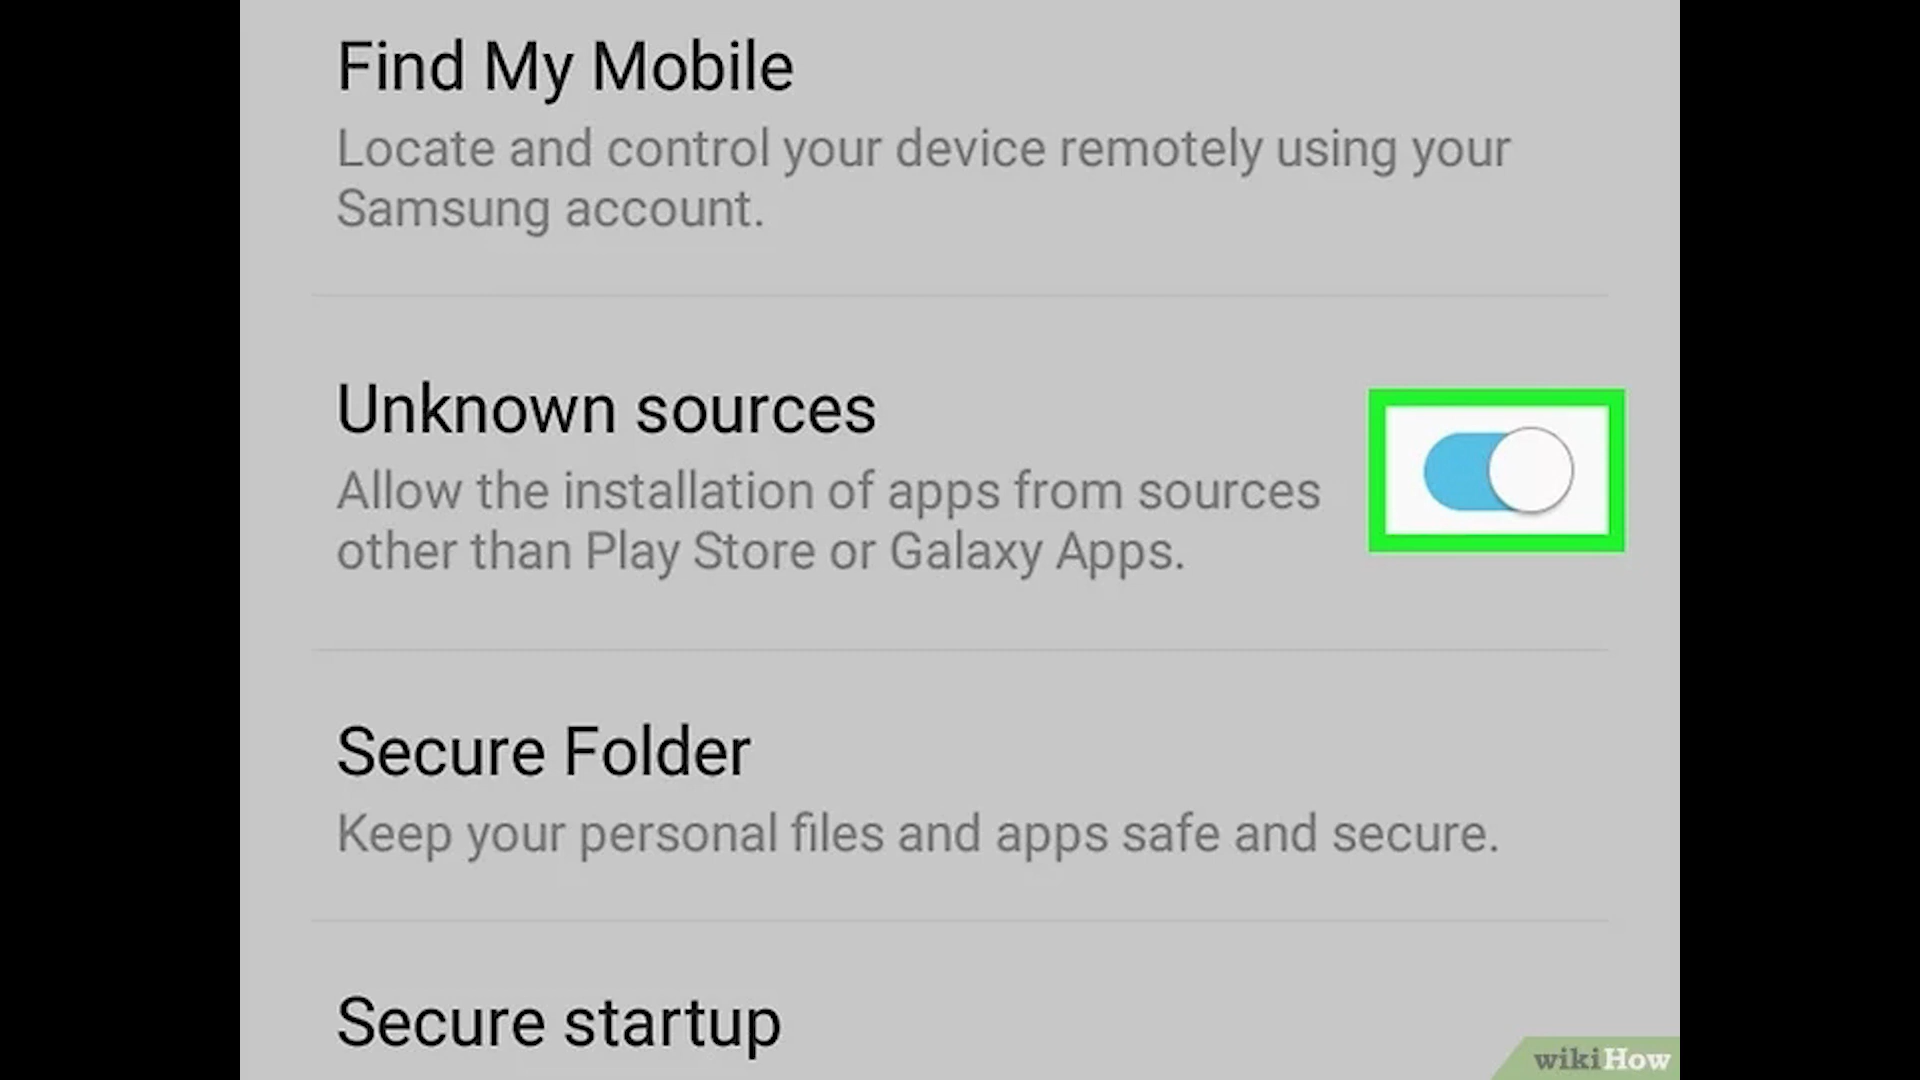 Find My Mobile
Locate and control your device remotely using your
Samsung account.
Unknown sources
Allow the installation of apps from sources
other than Play Store or Galaxy Apps.
Secure Folder
Keep your personal files and apps safe and secure.
Secure startup
wikiHow